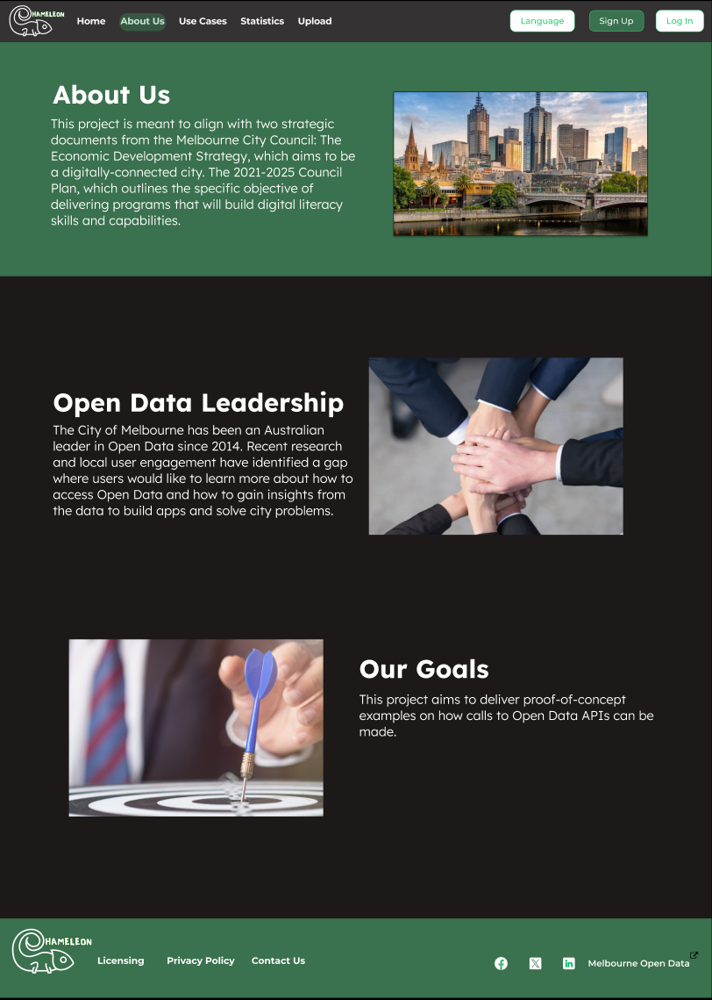 HAMELEON
Home
About Us
Use Cases
Statistics
Upload
Language
Sign Up
Log In
About Us
This project is meant to align with two strategic
documents from the Melbourne City Council: The
Economic Development Strategy, which aims to be
a digitally-connected city. The 2021-2025 Council
Plan, which outlines the specific objective of
delivering programs that will build digital literacy
skills and capabilities.
Open Data Leadership
The City of Melbourne has been an Australian
leader in Open Data since 2014. Recent research
and local user engagement have identified a gap
where users would like to learn more about how to
access Open Data and how to gain insights from
the data to build apps and solve city problems.
Our Goals
This project aims to deliver proof-of-concept
examples on how calls to Open Data APIs can be
made.
HAMELEON
Licensing
Privacy Policy
Contact Us
Melbourne Open Data